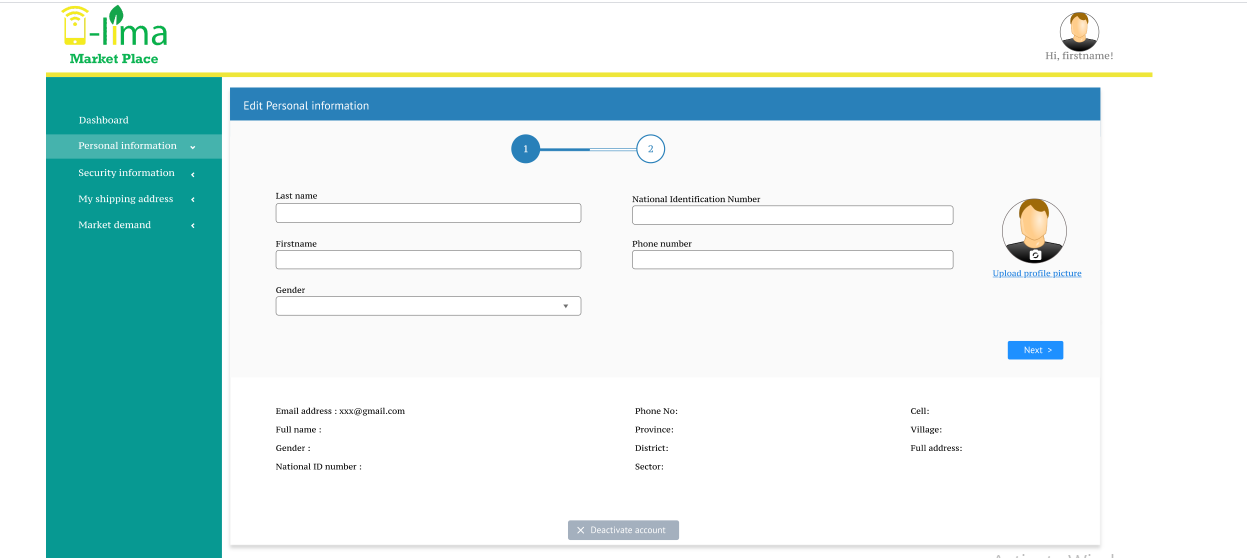 -lima
Market Place
Hi, firstname!
Dashboard
Personal information
Security information
My shipping address
Market demand
Edit Personal information
1
2
Last name
National Identification Number
Firstname
Phone number
Gender
Upload profile picture
Next >
Email address : xxx@gmail.com
Phone No:
Cell:
Full name :
Province:
Village:
Gender :
District:
Full address:
National ID number :
Sector:
Deactivate account